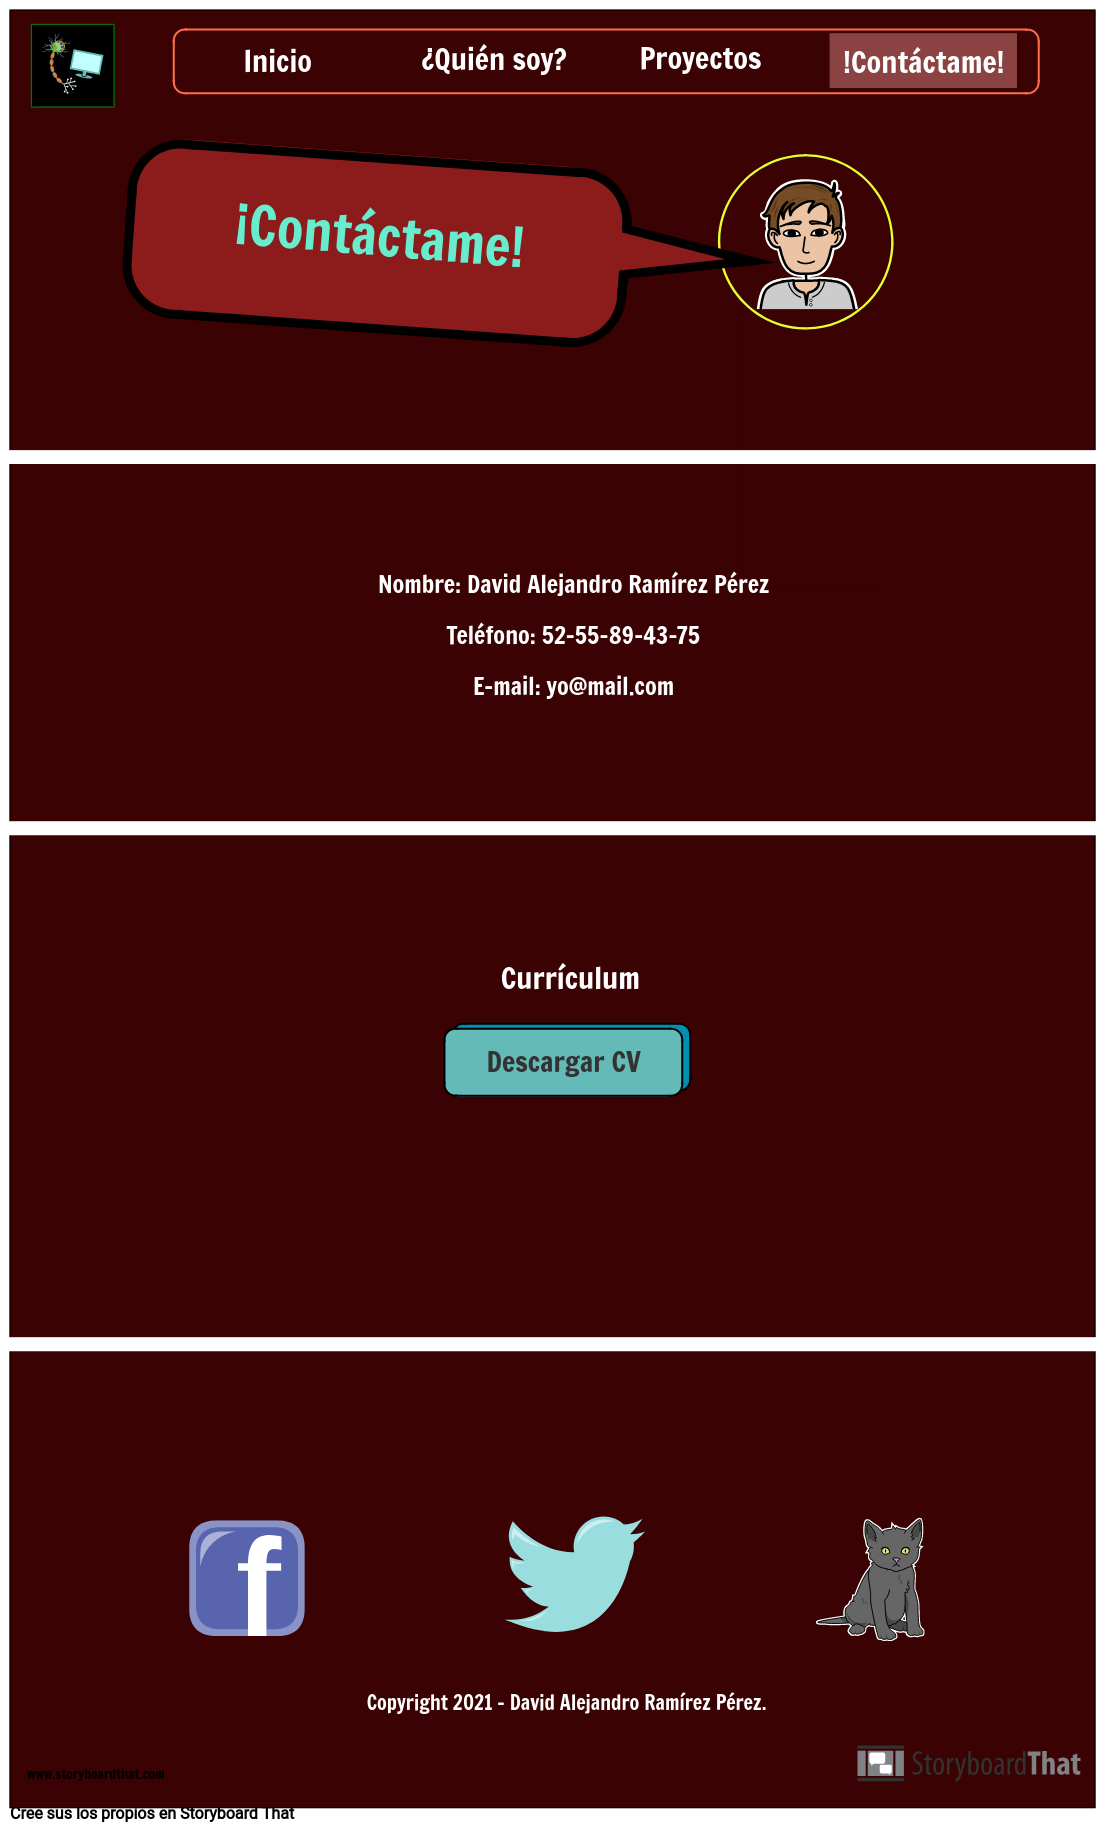 Inicio
¿Quién soy?
Proyectos
!Contáctame!
¡Contáctame!
Nombre: David Alejandro Ramírez Pérez
Teléfono: 52-55-89-43-75
E-mail: yo@mail.com
Currículum
Descargar CV
f
Copyright 2021 - David Alejandro Ramírez Pérez.
www.storyboardthat.com
StoryboardThat
Cree sus los propios en Storyboard That